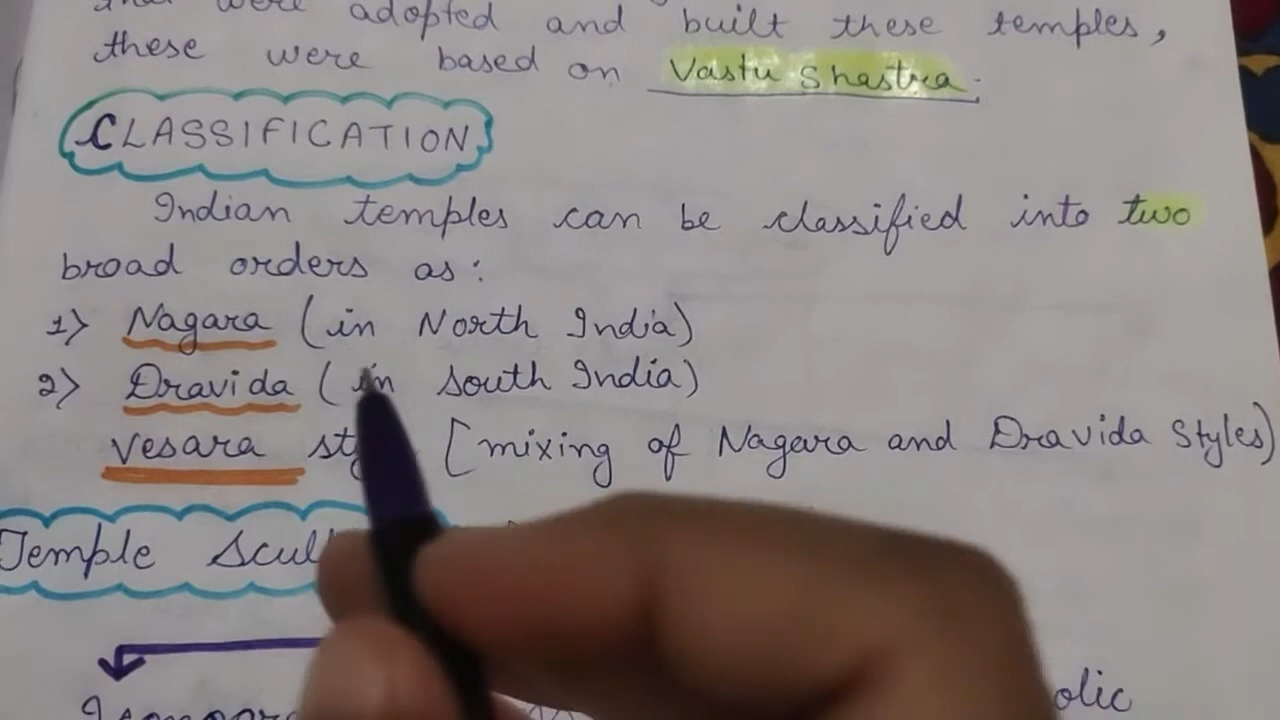 that were adopted and built these temples,
these were based on Vastu Shastra.
CLASSIFICATION
Indian temples can be classified into two
broad orders as:
1) Nagara (in North India)
2) Dravida (in South India)
Vesara [mixing of Nagara and Dravida Styles)
Temple